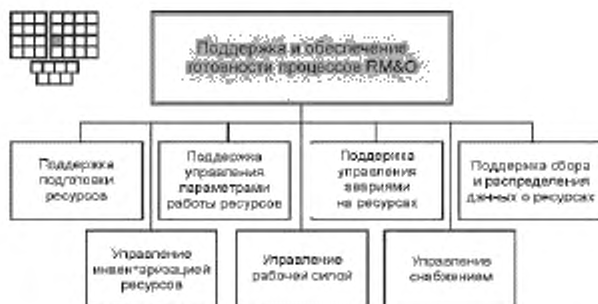 Поддержка и обеспечение
готовности процессов RM&O
Поддержка
подготовки
ресурсов
Поддержка
управления
параметрами
работы ресурсов
Поддержка
управления
авариями
на ресурсах
Поддержка сбора
и распределения
данных о ресурсах
Управление
инвентаризацией
ресурсов
Управление
рабочей силой
Управление
снабжением